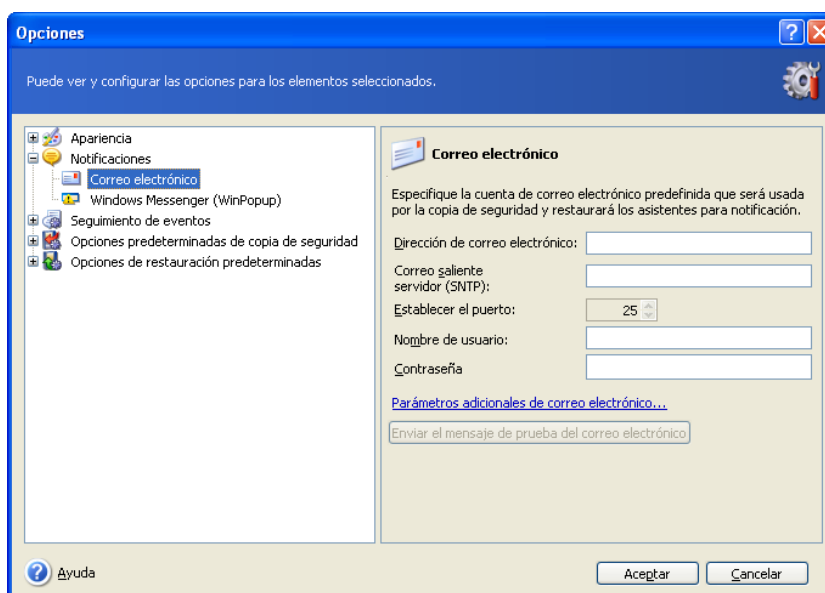 Opciones
Puede ver y configurar las opciones para los elementos seleccionados.
Apariencia
Notificaciones
Correo electrónico
Windows Messenger (WinPopup)
Seguimiento de eventos
Opciones predeterminadas de copia de seguridad
Opciones de restauración predeterminadas
Correo electrónico
Especifique la cuenta de correo electrónico predefinida que será usada
por la copia de seguridad y restaurará los asistentes para notificación.
Dirección de correo electrónico:
Correo saliente
servidor (SNTP):
Establecer el puerto:
25
Nombre de usuario:
Contraseña
Parámetros adicionales de correo electrónico...
Enviar el mensaje de prueba del correo electrónico
Ayuda
Aceptar
Cancelar